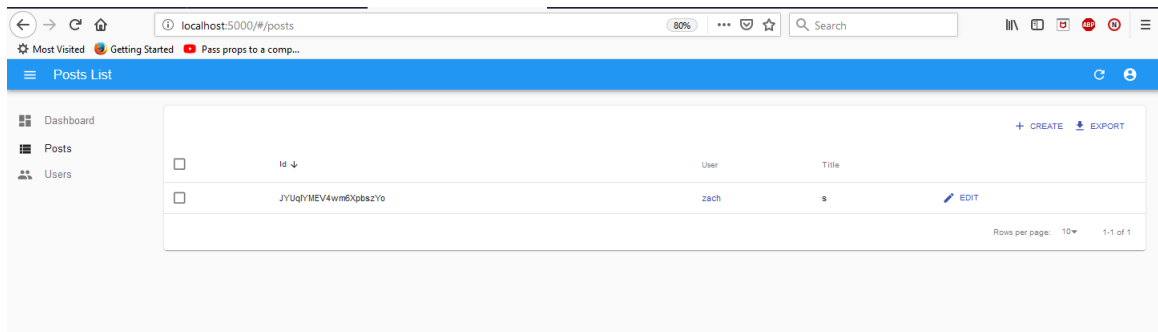 localhost:5000/#/posts 80% Search
Most Visited Getting Started Pass props to a comp...
Posts List
Dashboard
CREATE EXPORT
Posts
Id User Title
Users
JYUqlYMEV4wm6XpbszYo zach s EDIT
Rows per page: 10 1-1 of 1